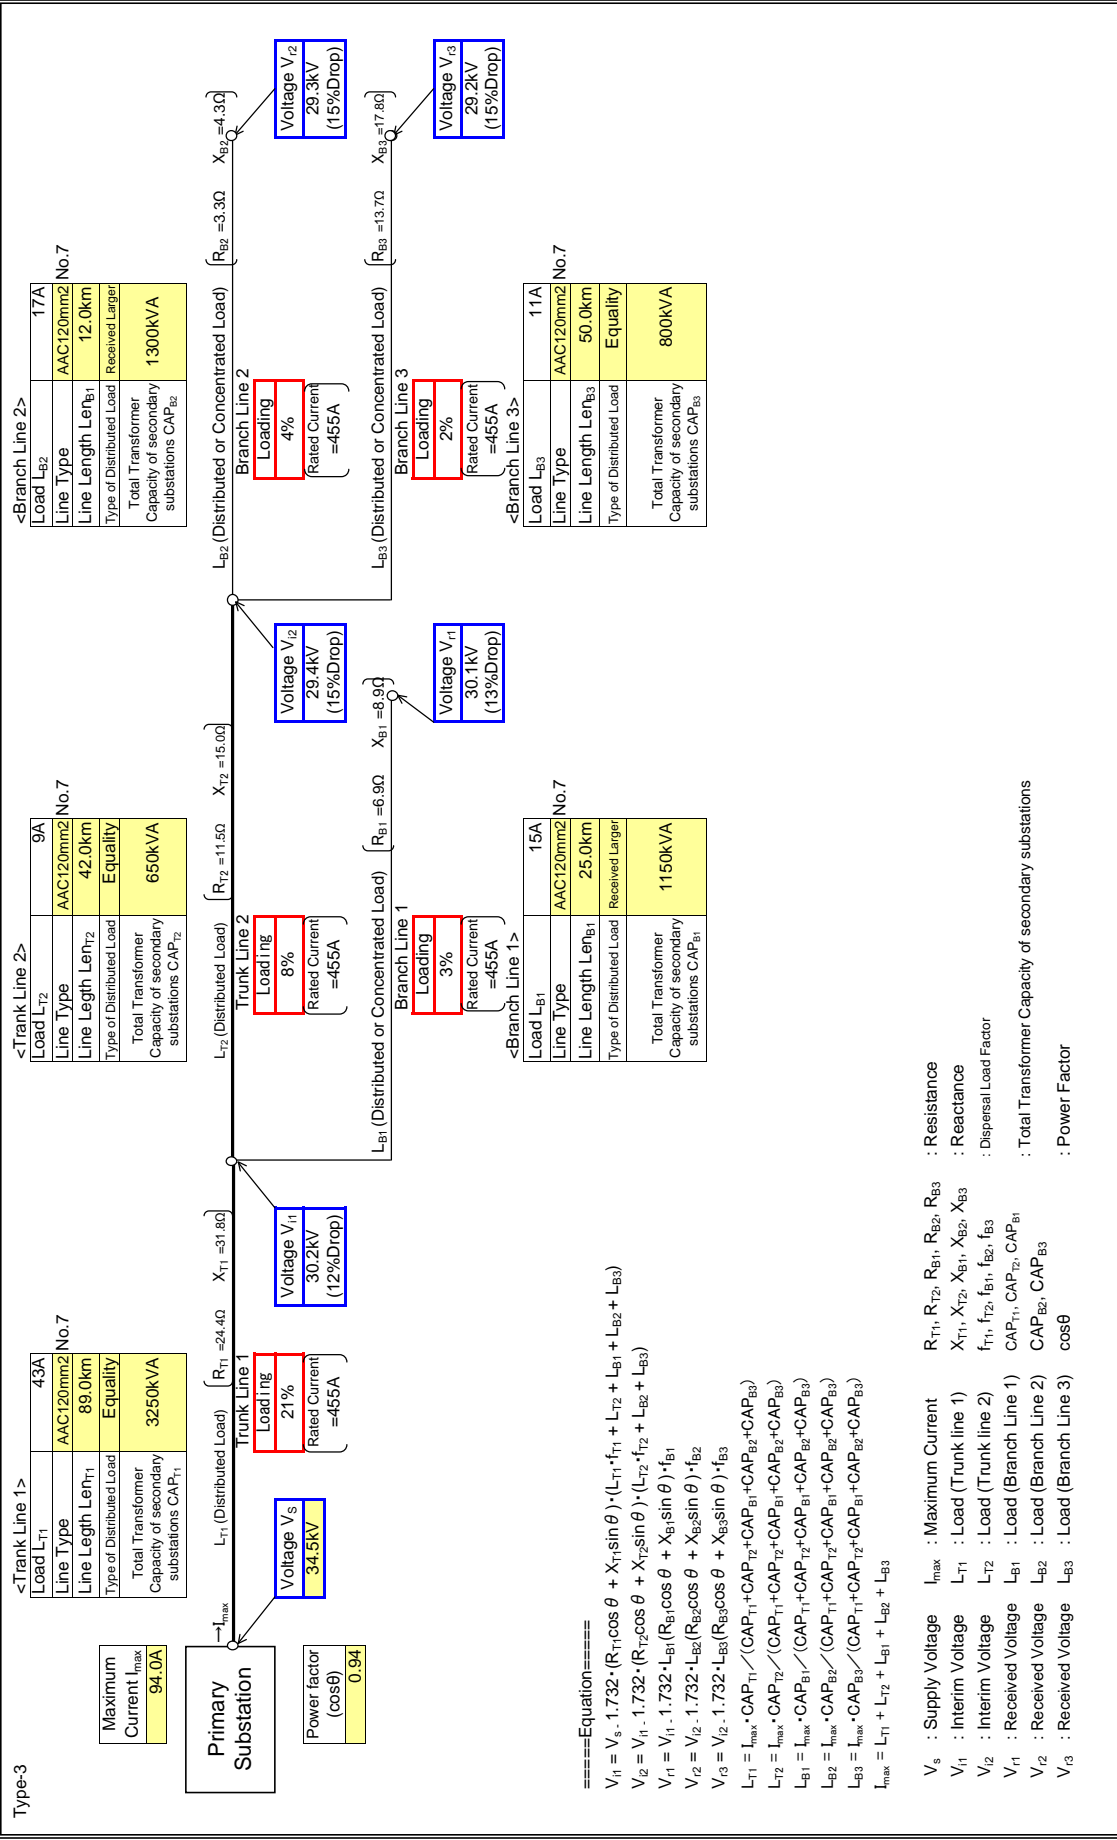 Type-3
Maximum
Current Imax
94.0A
Primary
Substation
Power factor
(cosθ)
0.94
→Imax
Voltage VS
34.5kV
<Trank Line 1>
Load LT1 43A
Line Type AAC120mm2 No.7
Line Legth LenT1 89.0km
Type of Distributed Load Equality
Total Transformer
Capacity of secondary
substations CAPT1
3250kVA
LT1 (Distributed Load) RT1 =24.4Ω XT1 =31.8Ω
Trunk Line 1
Loading
21%
Rated Current
=455A
Voltage Vi1
30.2kV
(12%Drop)
<Trank Line 2>
Load LT2 9A
Line Type AAC120mm2 No.7
Line Legth LenT2 42.0km
Type of Distributed Load Equality
Total Transformer
Capacity of secondary
substations CAPT2
650kVA
LT2 (Distributed Load) RT2 =11.5Ω XT2 =15.0Ω
Trunk Line 2
Loading
8%
Rated Current
=455A
Voltage Vi2
29.4kV
(15%Drop)
LB1 (Distributed or Concentrated Load) RB1 =6.9Ω XB1 =8.9Ω
Branch Line 1
Loading
3%
Rated Current
=455A
Voltage Vr1
30.1kV
(13%Drop)
<Branch Line 1>
Load LB1 15A
Line Type AAC120mm2 No.7
Line Length LenB1 25.0km
Type of Distributed Load Received Larger
Total Transformer
Capacity of secondary
substations CAPB1
1150kVA
<Branch Line 2>
Load LB2 17A
Line Type AAC120mm2 No.7
Line Length LenB1 12.0km
Type of Distributed Load Received Larger
Total Transformer
Capacity of secondary
substations CAPB2
1300kVA
LB2 (Distributed or Concentrated Load) RB2 =3.3Ω XB2 =4.3Ω
Branch Line 2
Loading
4%
Rated Current
=455A
Voltage Vr2
29.3kV
(15%Drop)
LB3 (Distributed or Concentrated Load) RB3 =13.7Ω XB3 =17.8Ω
Branch Line 3
Loading
2%
Rated Current
=455A
Voltage Vr3
29.2kV
(15%Drop)
<Branch Line 3>
Load LB3 11A
Line Type AAC120mm2 No.7
Line Length LenB3 50.0km
Type of Distributed Load Equality
Total Transformer
Capacity of secondary
substations CAPB3
800kVA
=====Equation=====
Vi1 = Vs - 1.732・(RT1cos θ + XT1sin θ)・(LT1・fT1 + LT2 + LB1 + LB2 + LB3)
Vi2 = Vi1 - 1.732・(RT2cos θ + XT2sin θ)・(LT2・fT2 + LB2 + LB3)
Vr1 = Vi1 - 1.732・LB1(RB1cos θ + XB1sin θ)・fB1
Vr2 = Vi2 - 1.732・LB2(RB2cos θ + XB2sin θ)・fB2
Vr3 = Vi2 - 1.732・LB3(RB3cos θ + XB3sin θ)・fB3
LT1 = Imax・CAPT1／(CAPT1+CAPT2+CAPB1+CAPB2+CAPB3)
LT2 = Imax・CAPT2／(CAPT1+CAPT2+CAPB1+CAPB2+CAPB3)
LB1 = Imax・CAPB1／(CAPT1+CAPT2+CAPB1+CAPB2+CAPB3)
LB2 = Imax・CAPB2／(CAPT1+CAPT2+CAPB1+CAPB2+CAPB3)
LB3 = Imax・CAPB3／(CAPT1+CAPT2+CAPB1+CAPB2+CAPB3)
Imax = LT1 + LT2 + LB1 + LB2 + LB3
Vs : Supply Voltage Imax : Maximum Current RT1, RT2, RB1, RB2, RB3 : Resistance
Vi1 : Interim Voltage LT1 : Load (Trunk line 1) XT1, XT2, XB1, XB2, XB3 : Reactance
Vi2 : Interim Voltage LT2 : Load (Trunk line 2) fT1, fT2, fB1, fB2, fB3 : Dispersal Load Factor
Vr1 : Received Voltage LB1 : Load (Branch Line 1) CAPT1, CAPT2, CAPB1
Vr2 : Received Voltage LB2 : Load (Branch Line 2) CAPB2, CAPB3 : Total Transformer Capacity of secondary substations
Vr3 : Received Voltage LB3 : Load (Branch Line 3) cosθ : Power Factor